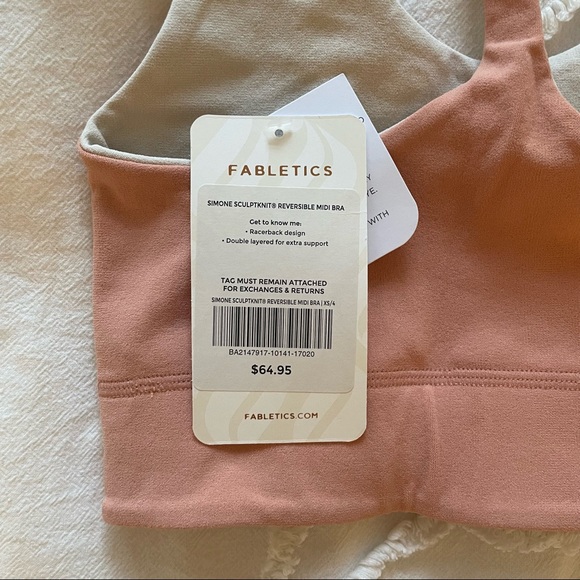 FABLETICS
SIMONE SCULPTKNIT® REVERSIBLE MIDI BRA
Get to know me:
• Racerback design
• Double layered for extra support
TAG MUST REMAIN ATTACHED
FOR EXCHANGES & RETURNS
SIMONE SCULPTKNIT® REVERSIBLE MIDI BRA | XS/4
BA2147917-10141-17020
$64.95
FABLETICS.COM
WITH